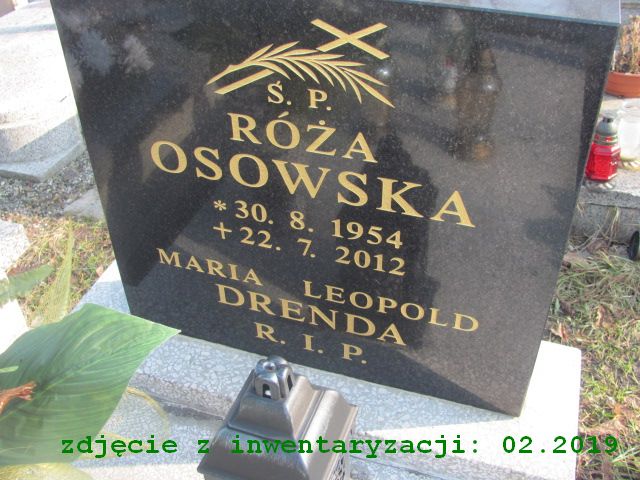 Ś. P.
RÓŻA
OSOWSKA
* 30. 8. 1954
+ 22. 7. 2012
MARIA LEOPOLD
DRENDA
R. I. P.
zdjęcie z inwentaryzacji: 02.2019